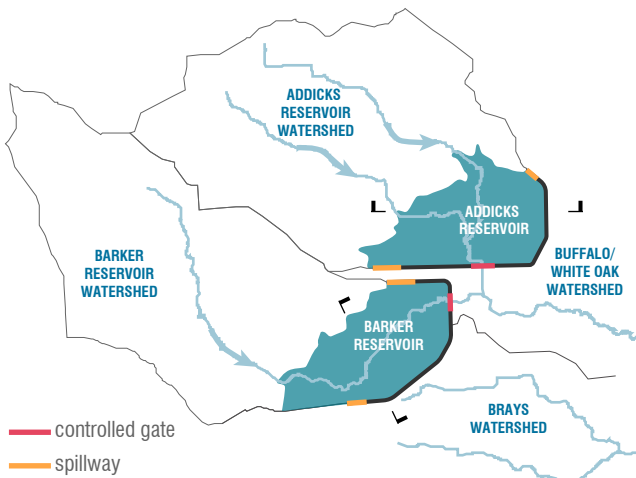 ADDICKS
RESERVOIR
WATERSHED
ADDICKS
RESERVOIR
BARKER
RESERVOIR
WATERSHED
BUFFALO/
WHITE OAK
WATERSHED
BARKER
RESERVOIR
BRAYS
WATERSHED
controlled gate
spillway